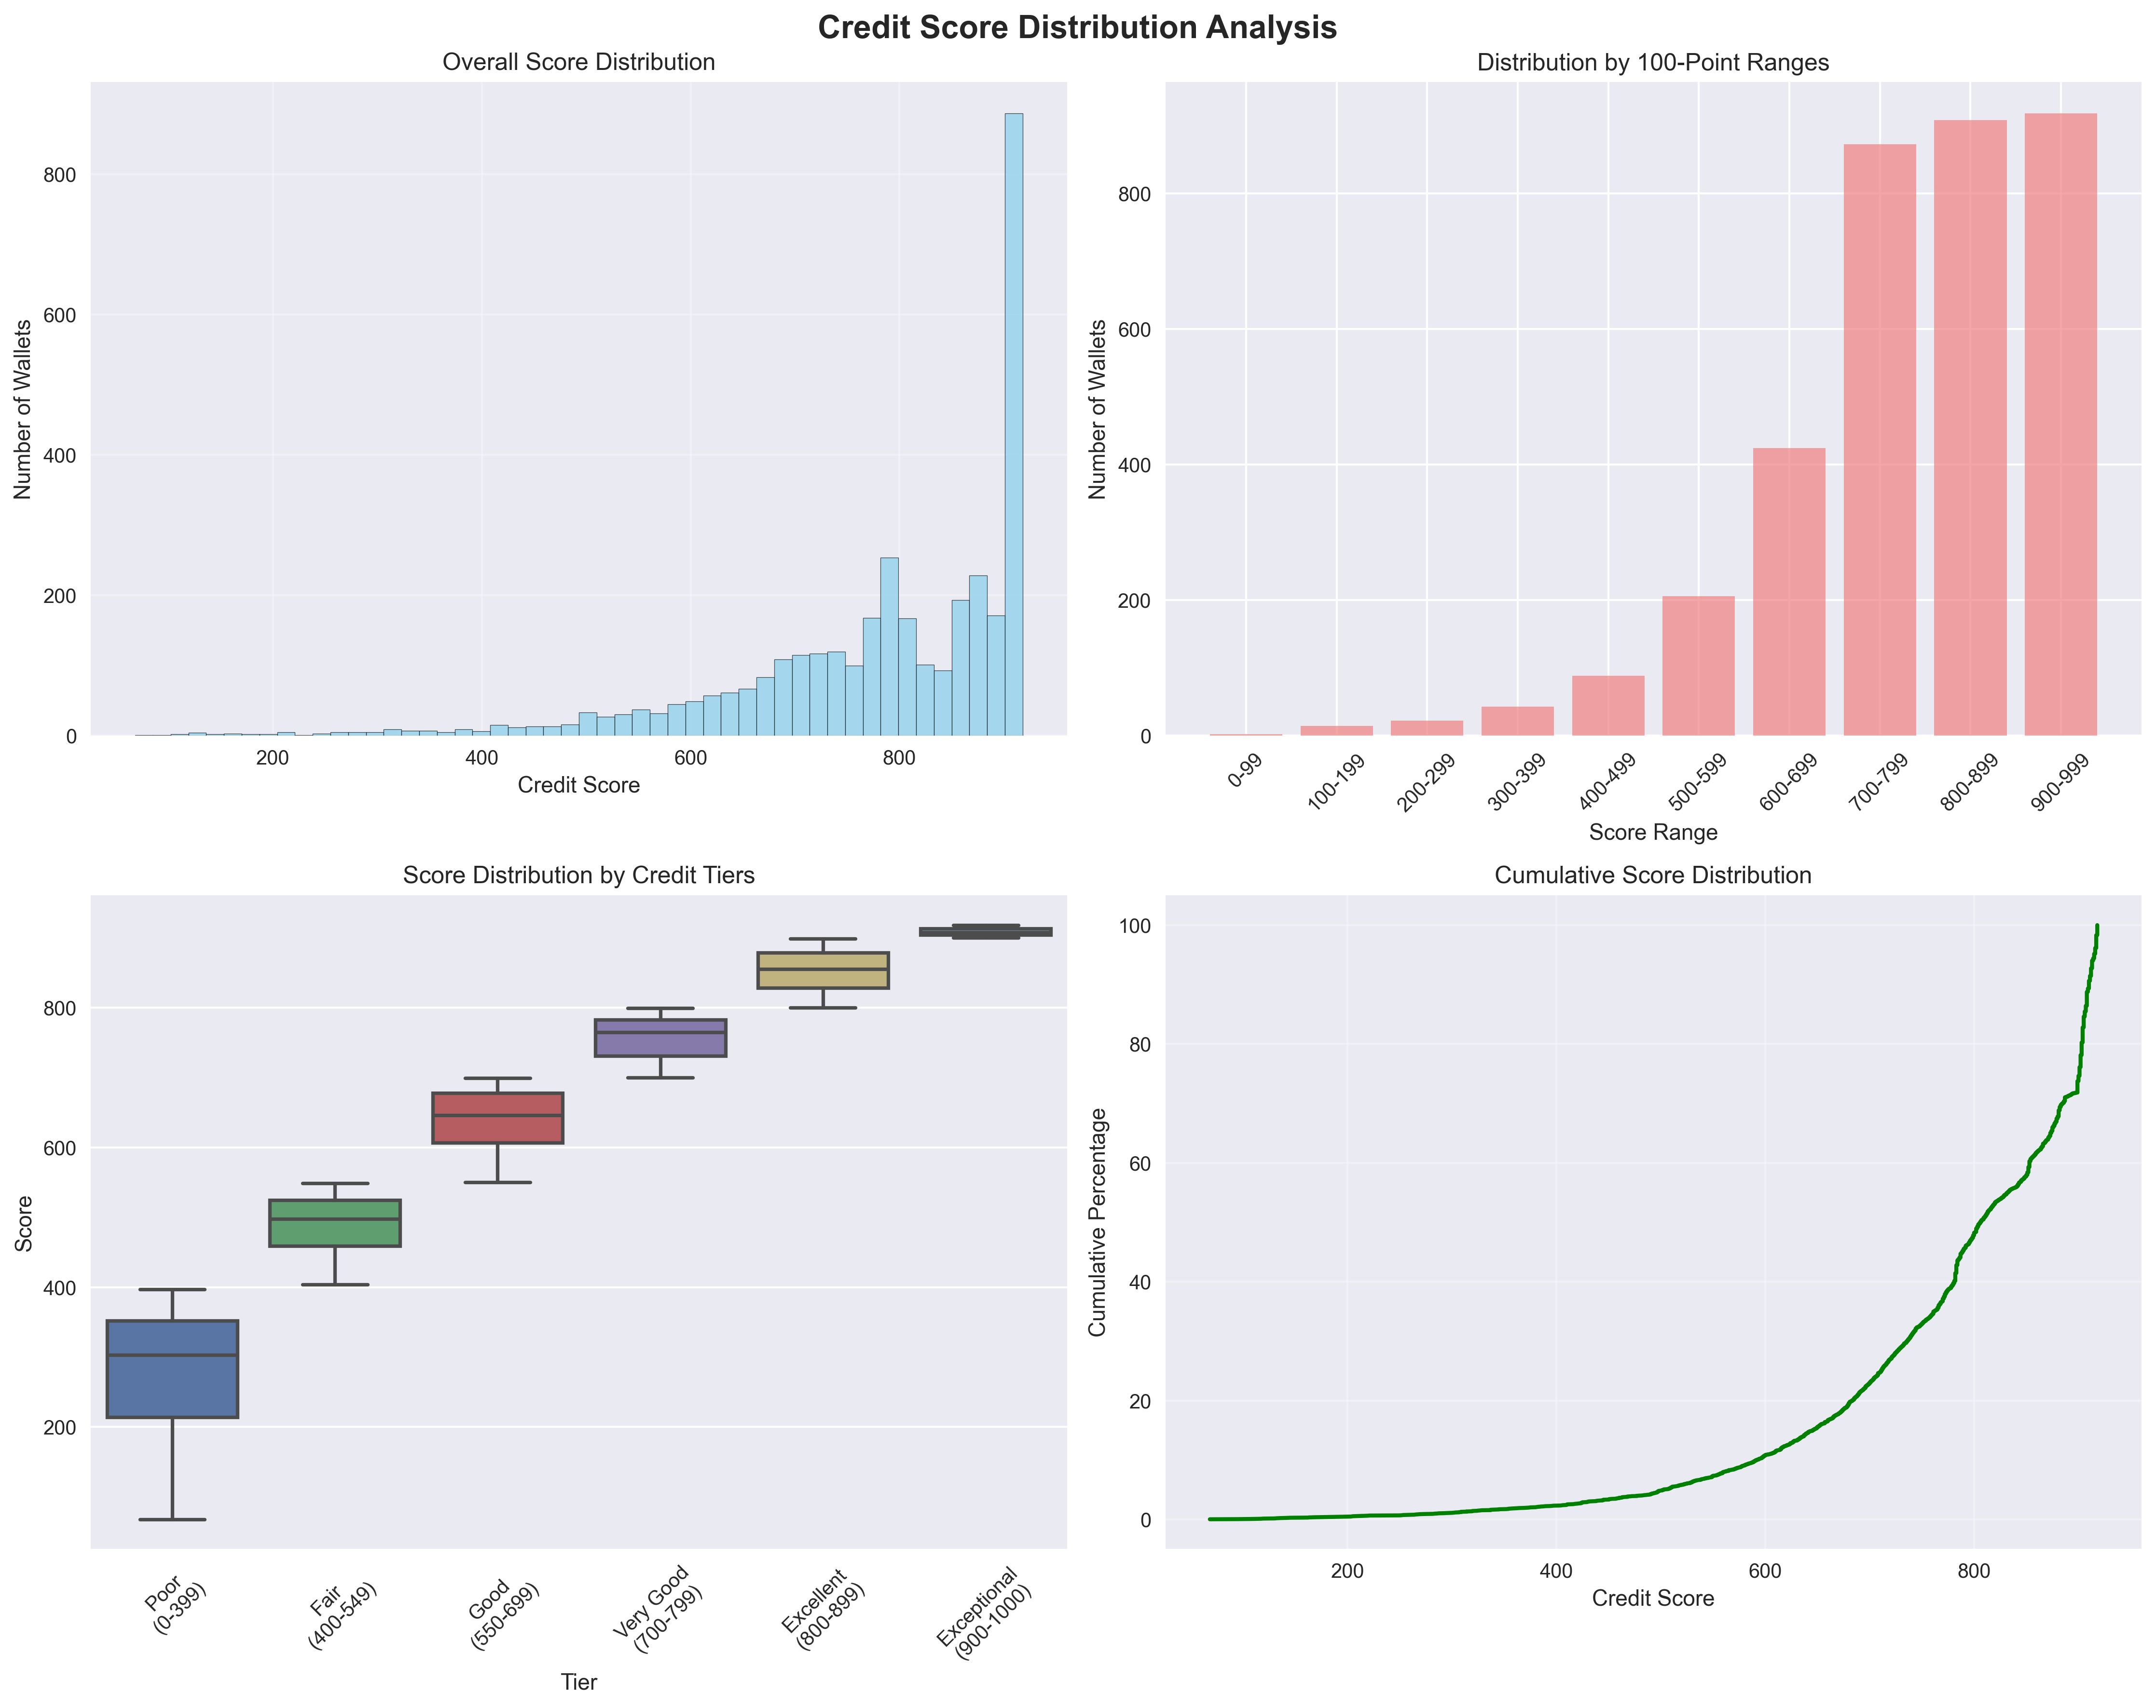 Credit Score Distribution Analysis
Overall Score Distribution
Number of Wallets
800
600
400
200
0
200 400 600 800
Credit Score
Distribution by 100-Point Ranges
Number of Wallets
800
600
400
200
0
0-99 100-199 200-299 300-399 400-499 500-599 600-699 700-799 800-899 900-999
Score Range
Score Distribution by Credit Tiers
Score
800
600
400
200
Poor
(0-399)
Fair
(400-549)
Good
(550-699)
Very Good
(700-799)
Excellent
(800-899)
Exceptional
(900-1000)
Tier
Cumulative Score Distribution
Cumulative Percentage
100
80
60
40
20
0
200 400 600 800
Credit Score